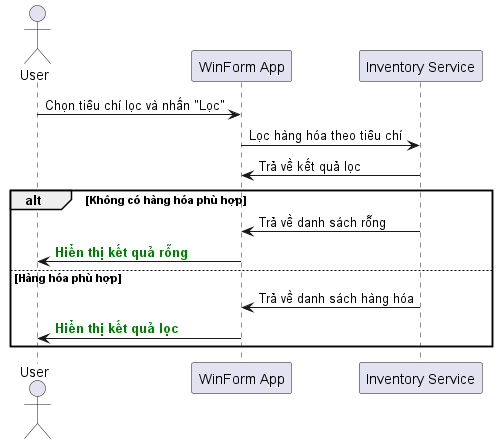 User
WinForm App
Inventory Service
Chọn tiêu chí lọc và nhấn "Lọc"
Lọc hàng hóa theo tiêu chí
Trả về kết quả lọc
alt [Không có hàng hóa phù hợp]
Trả về danh sách rỗng
Hiển thị kết quả rỗng
[Hàng hóa phù hợp]
Trả về danh sách hàng hóa
Hiển thị kết quả lọc
User
WinForm App
Inventory Service